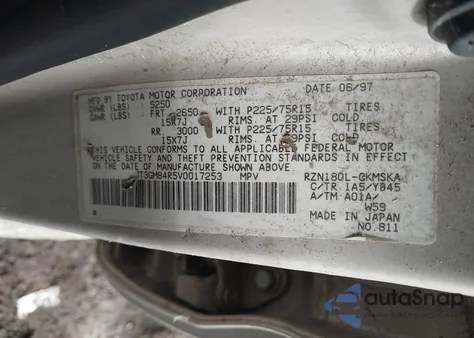 MFD BY TOYOTA MOTOR CORPORATION DATE 06/97
GVWR (LBS) 5250
GAWR (LBS) FRT 2650 WITH P225/75R15 TIRES
15X7J RIMS. AT 29PSI COLD.
RR 3000 WITH P225/75R15 TIRES
15X7J RIMS. AT 29PSI COLD.
THIS VEHICLE CONFORMS TO ALL APPLICABLE FEDERAL MOTOR
VEHICLE SAFETY AND THEFT PREVENTION STANDARDS IN EFFECT
ON THE DATE OF MANUFACTURE SHOWN ABOVE.
JT3GM84R5V0017253 MPV RZN180L-GKMSKA
C/TR 1A5/YB45
A/TM A01A/
W59
MADE IN JAPAN
NO.811
autoSnap